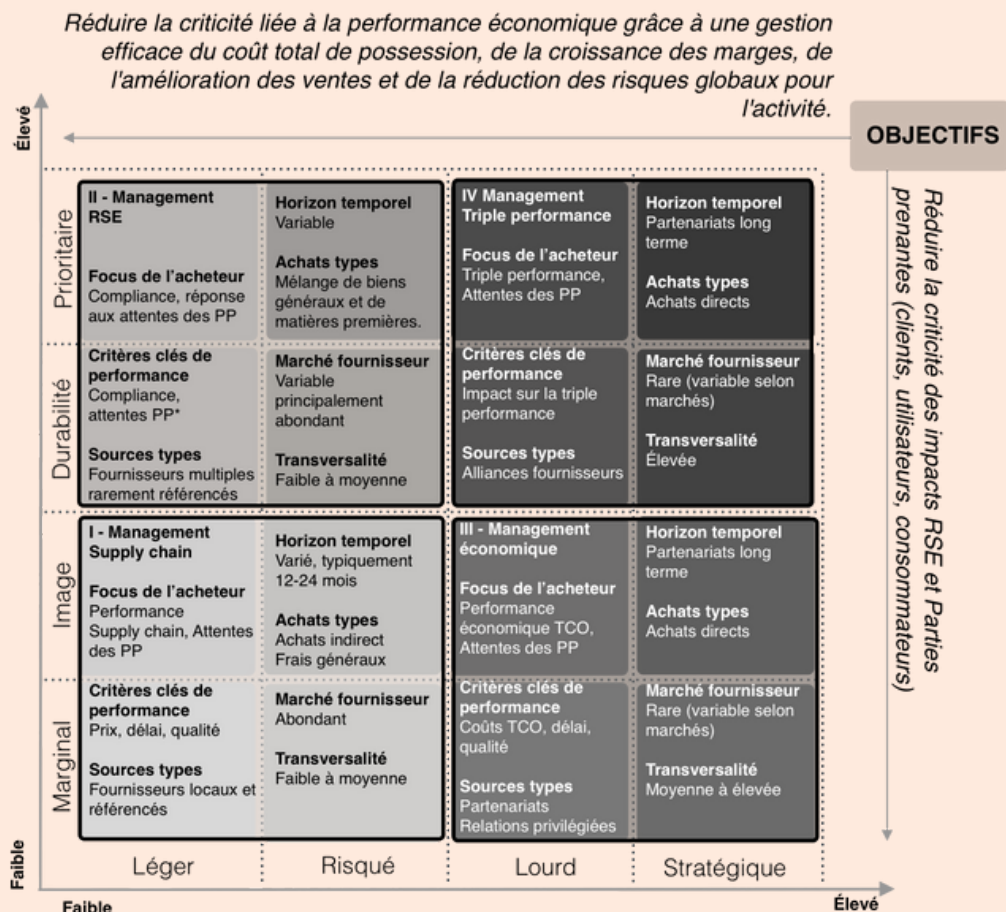 Réduire la criticité liée à la performance économique grâce à une gestion
efficace du coût total de possession, de la croissance des marges, de
l'amélioration des ventes et de la réduction des risques globaux pour
l'activité.
OBJECTIFS
Réduire la criticité des impacts RSE et Parties
prenantes (clients, utilisateurs, consommateurs)
Élevé
Prioritaire
II - Management
RSE
Focus de l'acheteur
Compliance, réponse
aux attentes des PP
Horizon temporel
Variable
Achats types
Mélange de biens
généraux et de
matières premières.
IV Management
Triple performance
Focus de l'acheteur
Triple performance,
Attentes des PP
Horizon temporel
Partenariats long
terme
Achats types
Achats directs
Durabilité
Critères clés de
performance
Compliance,
attentes PP*
Sources types
Fournisseurs multiples
rarement référencés
Marché fournisseur
Variable
principalement
abondant
Transversalité
Faible à moyenne
Critères clés de
performance
Impact sur la triple
performance
Sources types
Alliances fournisseurs
Marché fournisseur
Rare (variable selon
marchés)
Transversalité
Élevée
Image
I - Management
Supply chain
Focus de l'acheteur
Performance
Supply chain, Attentes
des PP
Horizon temporel
Varié, typiquement
12-24 mois
Achats types
Achats indirect
Frais généraux
III - Management
économique
Focus de l'acheteur
Performance
économique TCO,
Attentes des PP
Horizon temporel
Partenariats long
terme
Achats types
Achats directs
Marginal
Critères clés de
performance
Prix, délai, qualité
Sources types
Fournisseurs locaux et
référencés
Marché fournisseur
Abondant
Transversalité
Faible à moyenne
Critères clés de
performance
Coûts TCO, délai,
qualité
Sources types
Partenariats
Relations privilégiées
Marché fournisseur
Rare (variable selon
marchés)
Transversalité
Moyenne à élevée
Faible
Léger
Risqué
Lourd
Stratégique
Faible
Élevé